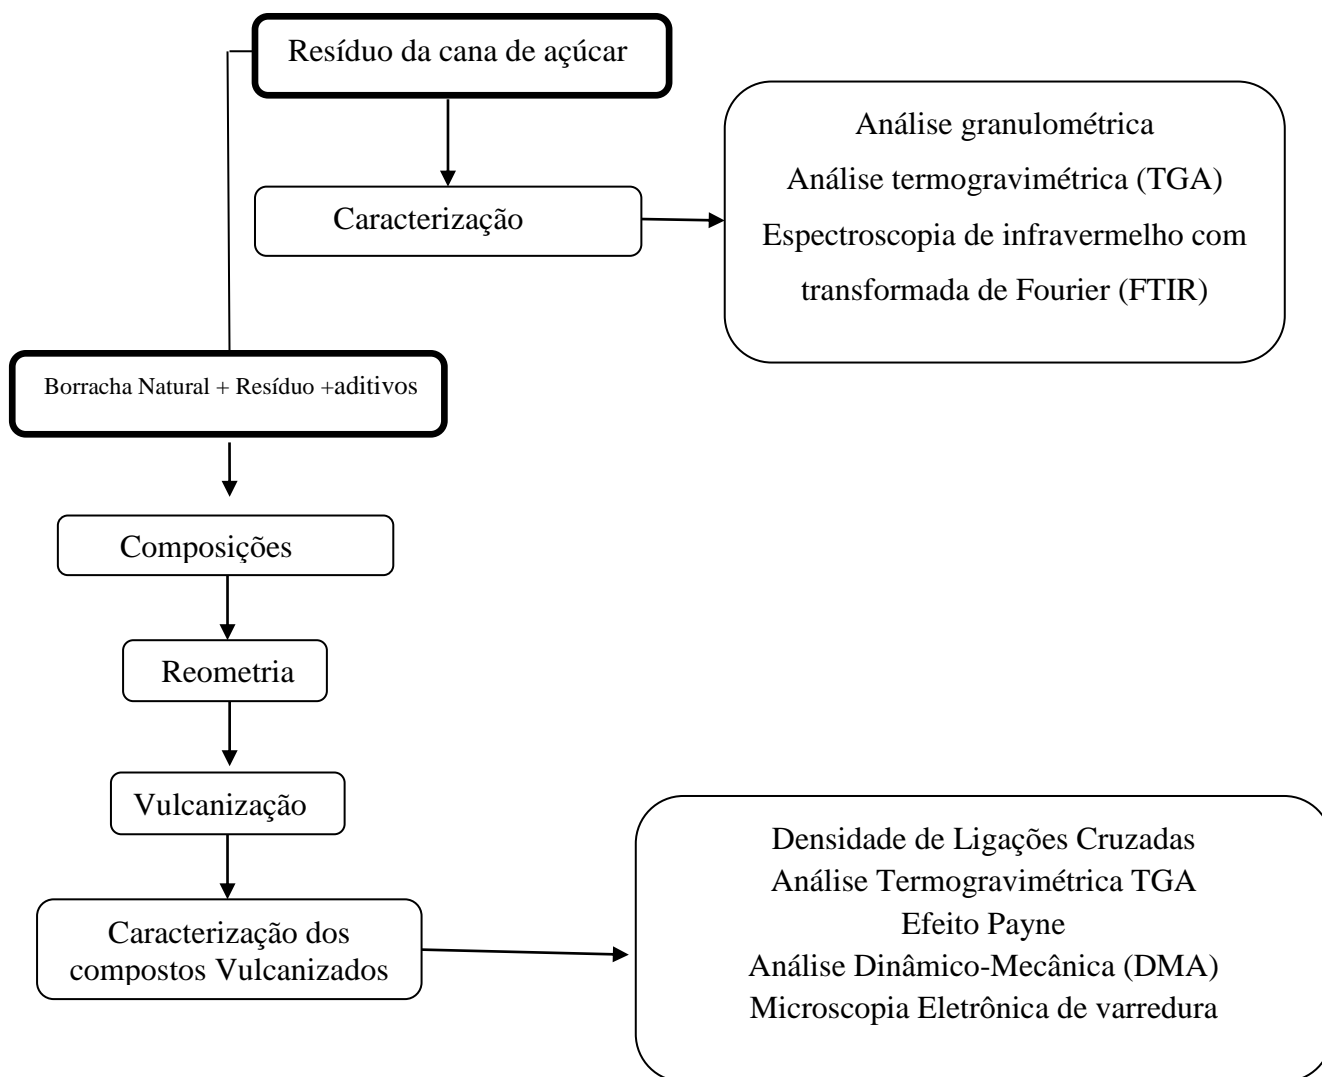 Resíduo da cana de açúcar
Análise granulométrica
Análise termogravimétrica (TGA)
Espectroscopia de infravermelho com
transformada de Fourier (FTIR)
Caracterização
Borracha Natural + Resíduo +aditivos
Composições
Reometria
Vulcanização
Caracterização dos
compostos Vulcanizados
Densidade de Ligações Cruzadas
Análise Termogravimétrica TGA
Efeito Payne
Análise Dinâmico-Mecânica (DMA)
Microscopia Eletrônica de varredura